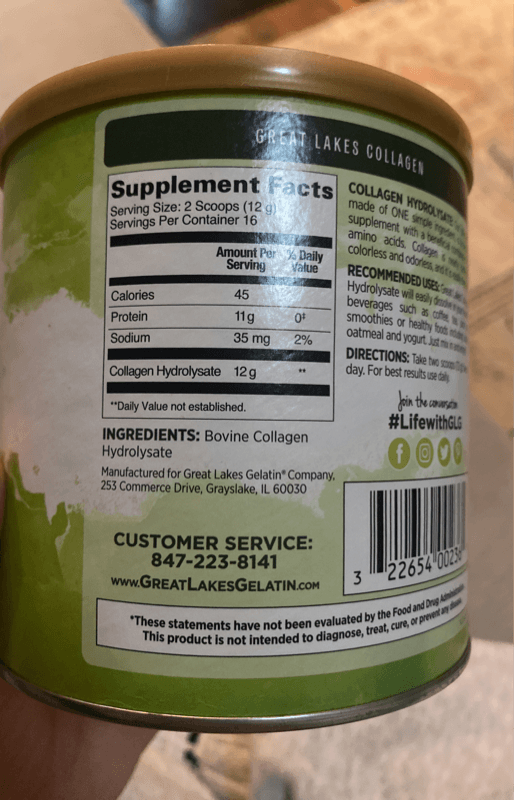 GREAT LAKES COLLAGEN
Supplement Facts
Serving Size: 2 Scoops (12 g)
Servings Per Container 16
Amount Per % Daily
Serving Value
Calories 45
Protein 11g 0‡
Sodium 35 mg 2%
Collagen Hydrolysate 12g **
**Daily Value not established.
INGREDIENTS: Bovine Collagen
Hydrolysate
Manufactured for Great Lakes Gelatin® Company,
253 Commerce Drive, Grayslake, IL 60030
CUSTOMER SERVICE:
847-223-8141
www.GREATLAKESGELATIN.COM
COLLAGEN HYDROLYSATE
made of ONE simple
supplement with a
amino acids. Collagen
colorless and odorless, and
RECOMMENDED USES:
Hydrolysate will easily
beverages such as coffee,
smoothies or healthy foods
oatmeal and yogurt. Just mix
DIRECTIONS: Take two scoops
day. For best results use daily.
Join the conversation
#LifewithGLG
3 22654 00236
*These statements have not been evaluated by the Food and Drug Administration.
This product is not intended to diagnose, treat, cure, or prevent any disease.